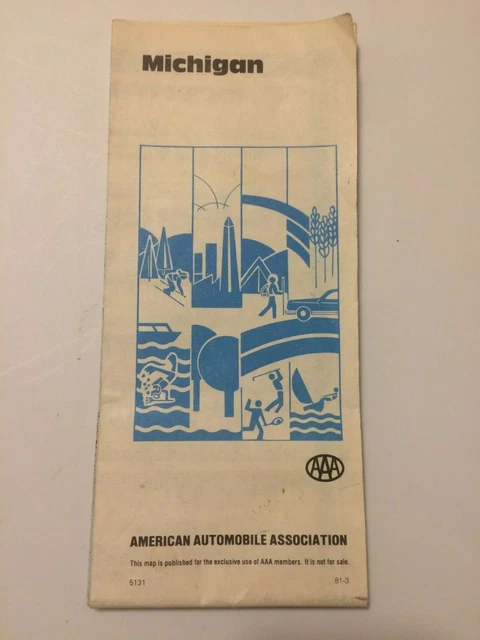 Michigan
AAA
AMERICAN AUTOMOBILE ASSOCIATION
This map is published for the exclusive use of AAA members. It is not for sale.
5131 81-3